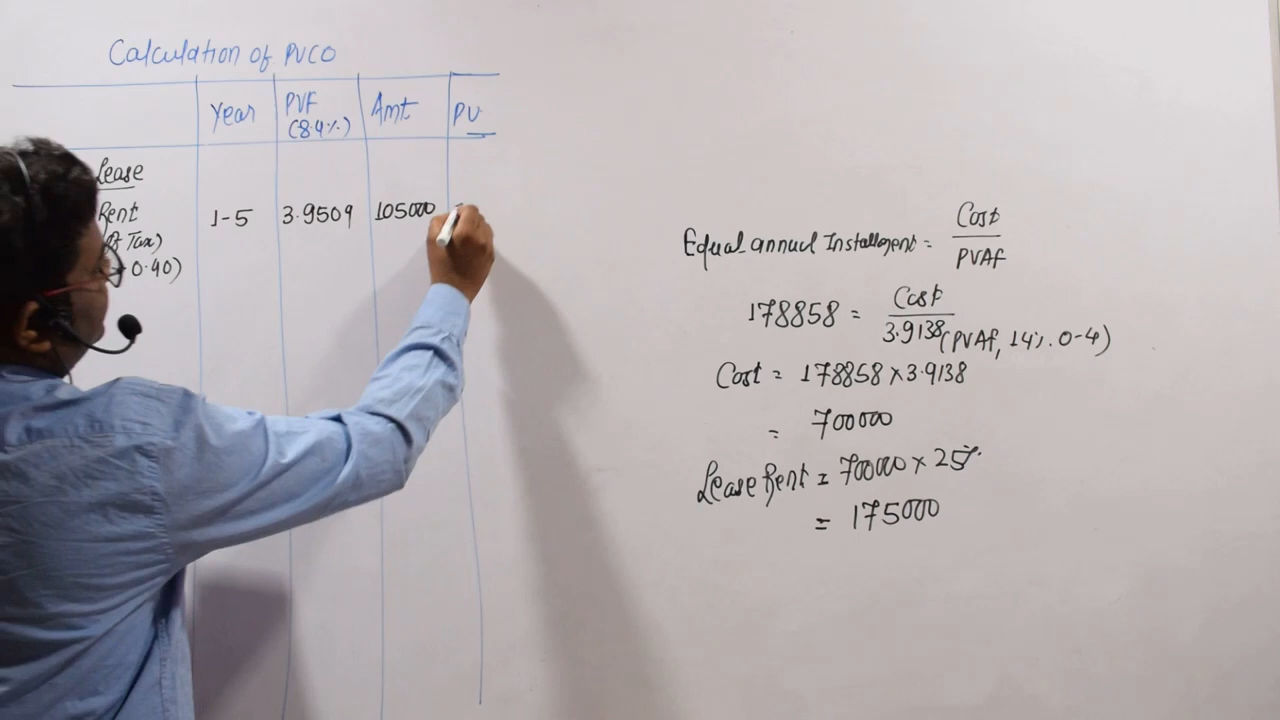 Calculation of PVCO
Year PVF (8.4%) Amt PV
Lease
Rent 1-5 3.9509 105000
Tax)
0.40)
Equal annual Installment = Cost / PVAf
178858 = Cost / 3.9138 (PVAf, 14%. 0-4)
Cost = 178858 × 3.9138
= 700000
Lease Rent = 700000 × 25%
= 175000